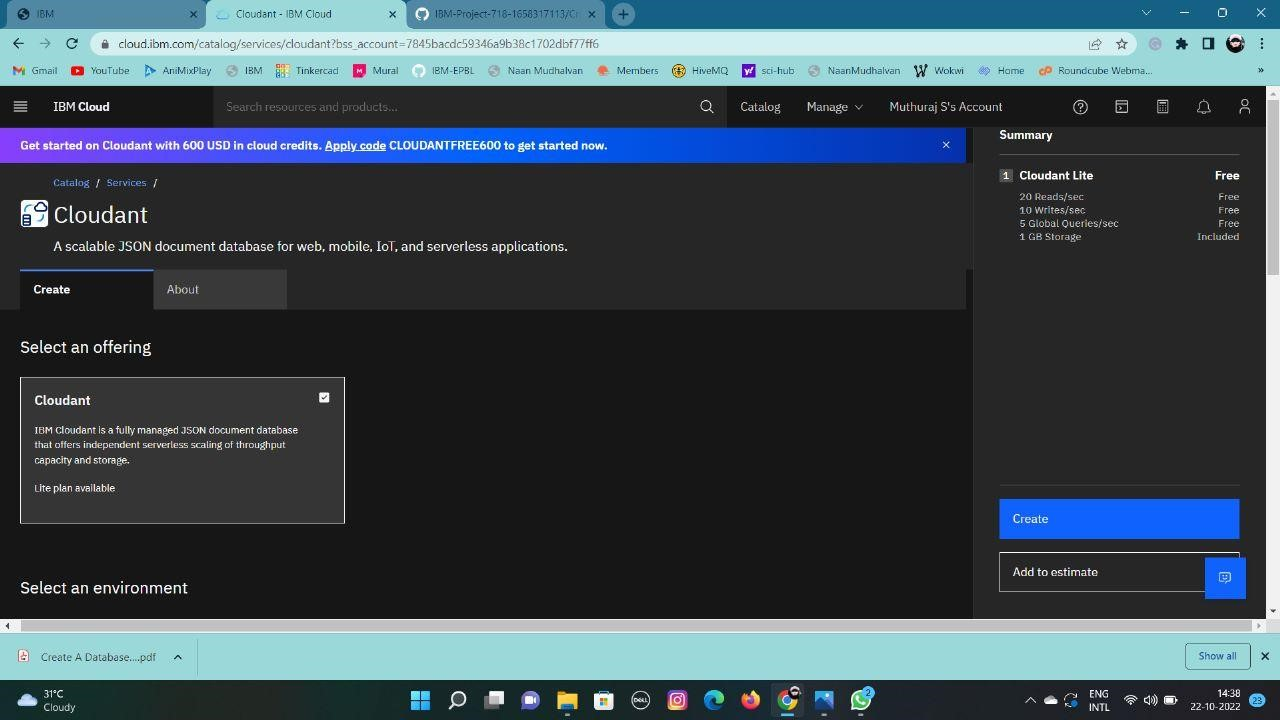 IBM
Cloudant - IBM Cloud
IBM-Project-718-1658317113/Cr
cloud.ibm.com/catalog/services/cloudant?bss_account=7845bacde59346a9b38c1702dbf77ff6
Gmail
YouTube
AniMixPlay
IBM
Tinkercad
Mural
IBM-EPBL
Naan Mudhalvan
Members
HiveMQ
sci-hub
NaanMudhalvan
Wokwi
Home
Roundcube Webma...
»
IBM Cloud
Search resources and products...
Catalog
Manage
Muthuraj S's Account
Get started on Cloudant with 600 USD in cloud credits. Apply code CLOUDANTFREE600 to get started now.
Catalog / Services /
Cloudant
A scalable JSON document database for web, mobile, IoT, and serverless applications.
Create
About
Select an offering
Cloudant
IBM Cloudant is a fully managed JSON document database
that offers independent serverless scaling of throughput
capacity and storage.
Lite plan available
Select an environment
Summary
1 Cloudant Lite Free
20 Reads/sec Free
10 Writes/sec Free
5 Global Queries/sec Free
1 GB Storage Included
Create
Add to estimate
Create A Database....pdf
Show all
31°C
Cloudy
DELL
2
ENG
INTL
14:38
22-10-2022
23